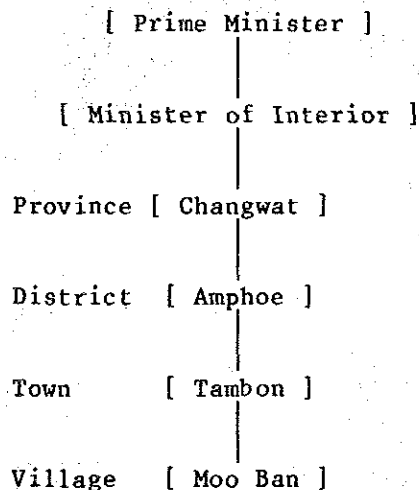 [ Prime Minister ]
[ Minister of Interior ]
Province [ Changwat ]
District [ Amphoe ]
Town [ Tambon ]
Village [ Moo Ban ]